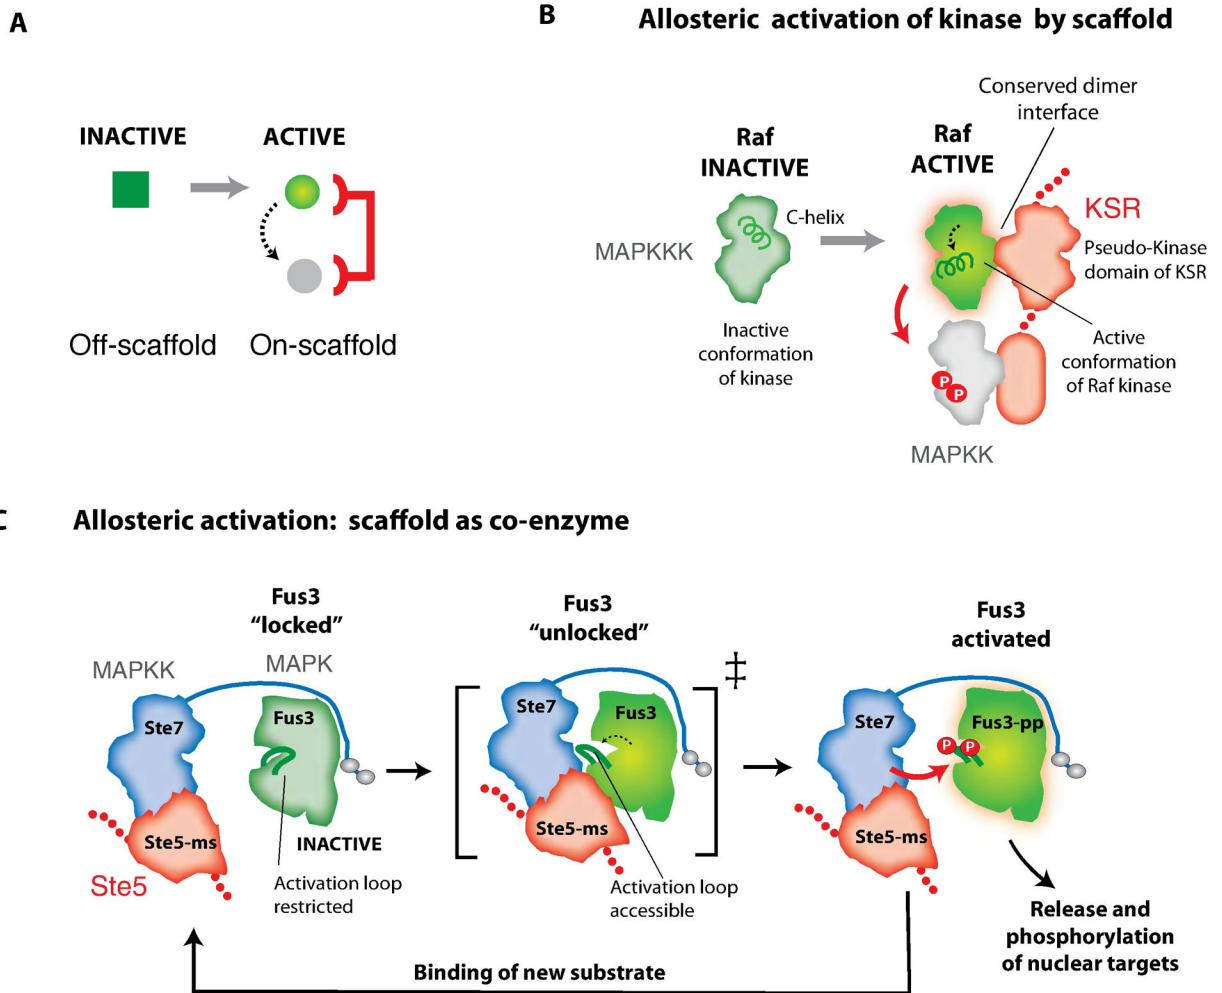 A
INACTIVE
ACTIVE
Off-scaffold
On-scaffold
B
Allosteric activation of kinase by scaffold
Raf
INACTIVE
C-helix
MAPKKK
Inactive
conformation
of kinase
Raf
ACTIVE
Conserved dimer
interface
KSR
Pseudo-Kinase
domain of KSR
Active
conformation
of Raf kinase
P
P
MAPKK
C
Allosteric activation: scaffold as co-enzyme
Fus3
“locked”
MAPKK
MAPK
Ste7
Fus3
Ste5-ms
INACTIVE
Ste5
Activation loop
restricted
Fus3
“unlocked”
‡
Ste7
Fus3
Ste5-ms
Activation loop
accessible
Fus3
activated
Ste7
Fus3-pp
P
P
Ste5-ms
Release and
phosphorylation
of nuclear targets
Binding of new substrate